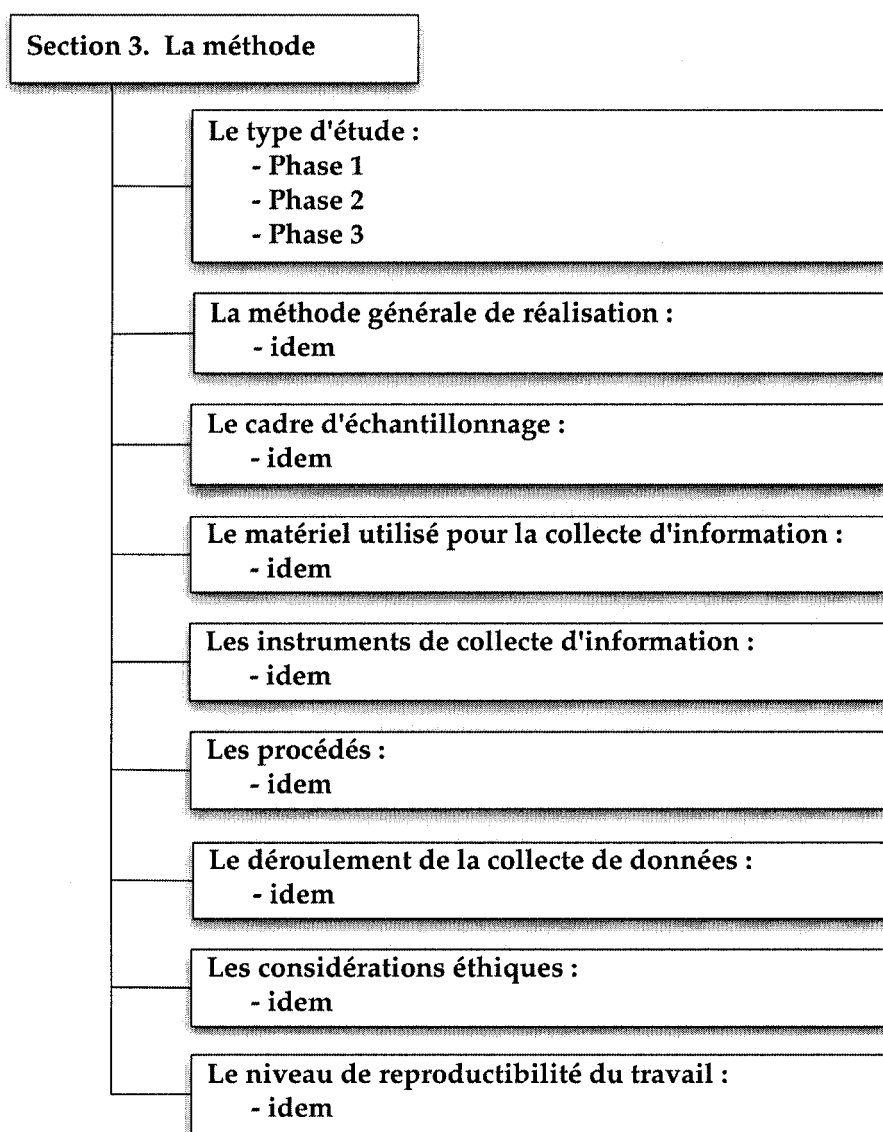 Section 3. La méthode
Le type d'étude :
- Phase 1
- Phase 2
- Phase 3
La méthode générale de réalisation :
- idem
Le cadre d'échantillonnage :
- idem
Le matériel utilisé pour la collecte d'information :
- idem
Les instruments de collecte d'information :
- idem
Les procédés :
- idem
Le déroulement de la collecte de données :
- idem
Les considérations éthiques :
- idem
Le niveau de reproductibilité du travail :
- idem